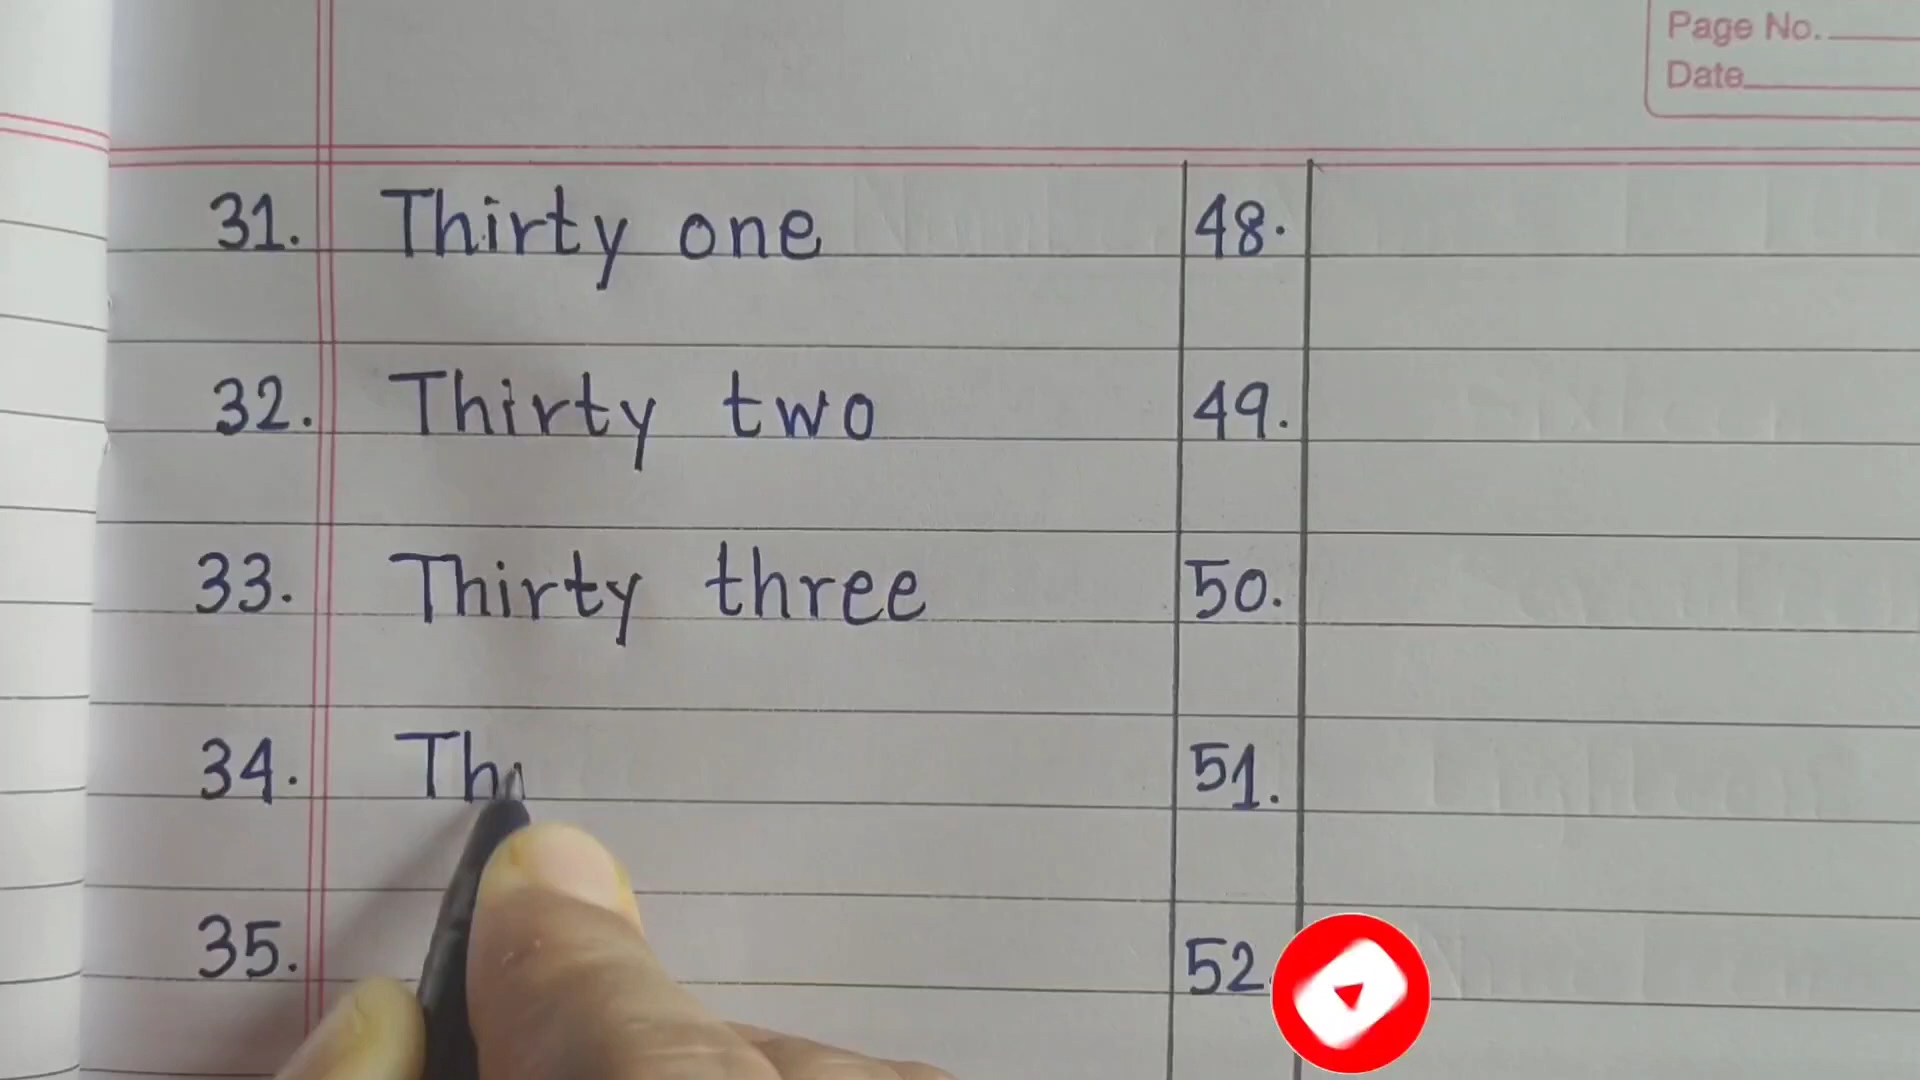 Page No.
Date
31. Thirty one
48.
32. Thirty two
49.
33. Thirty three
50.
34. Th
51.
35.
52.